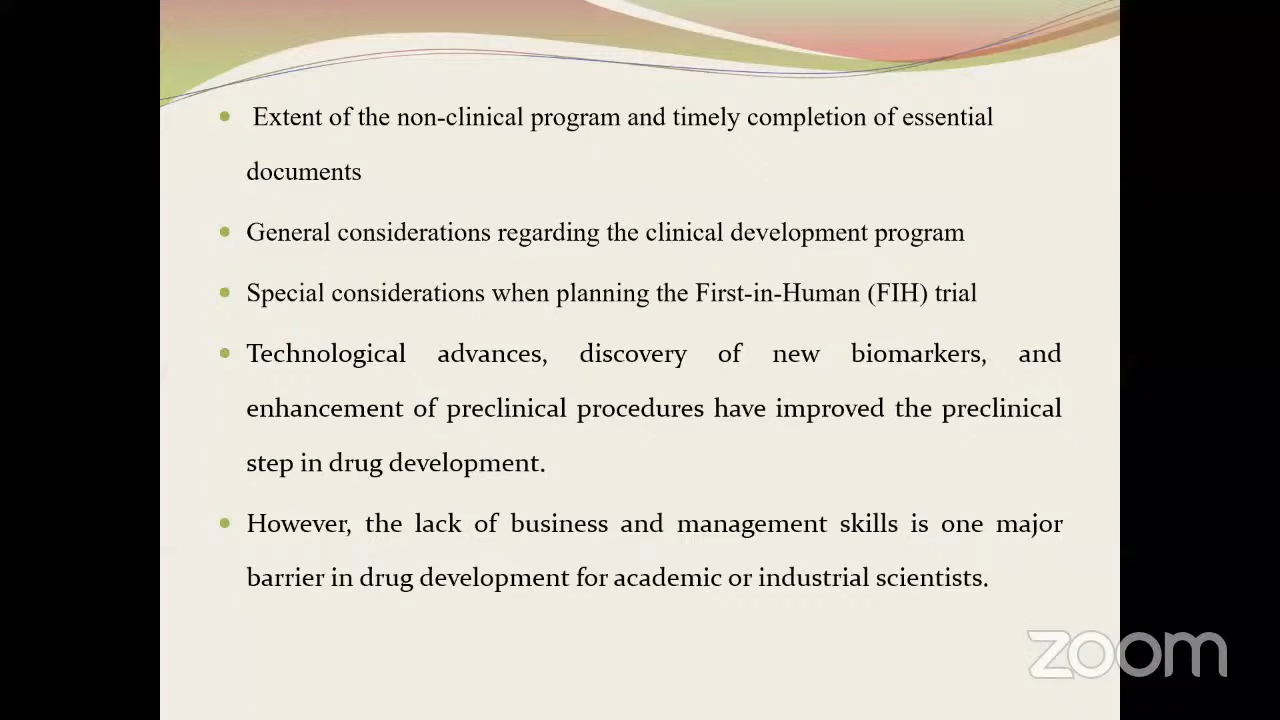 • Extent of the non-clinical program and timely completion of essential
documents
• General considerations regarding the clinical development program
• Special considerations when planning the First-in-Human (FIH) trial
• Technological advances, discovery of new biomarkers, and
enhancement of preclinical procedures have improved the preclinical
step in drug development.
• However, the lack of business and management skills is one major
barrier in drug development for academic or industrial scientists.
zoom